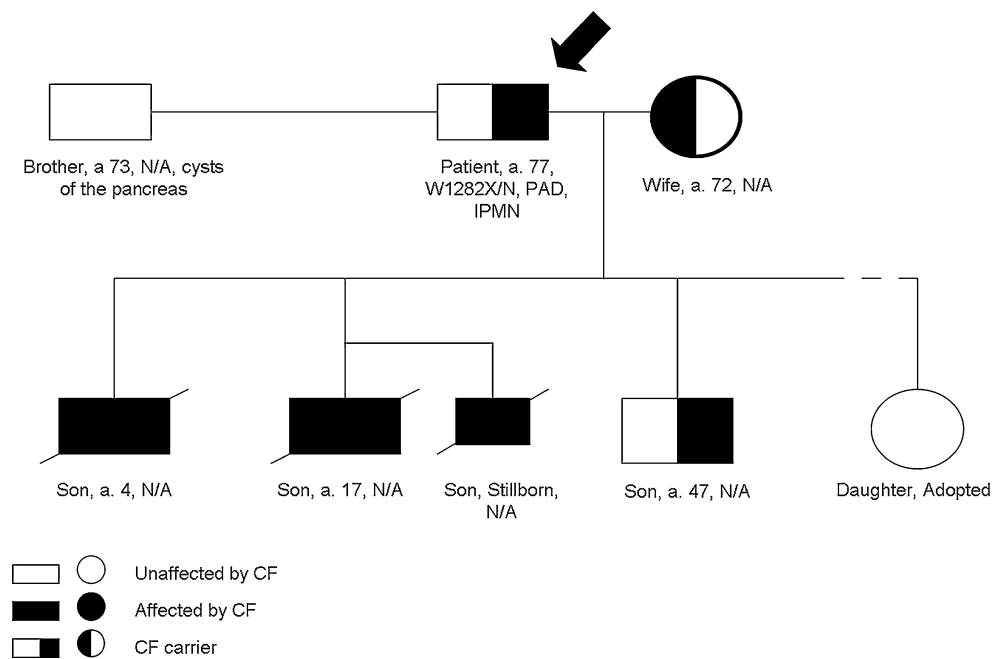 Brother, a 73, N/A, cysts
of the pancreas
Patient, a. 77,
W1282X/N, PAD,
IPMN
Wife, a. 72, N/A
Son, a. 4, N/A
Son, a. 17, N/A
Son, Stillborn,
N/A
Son, a. 47, N/A
Daughter, Adopted
Unaffected by CF
Affected by CF
CF carrier